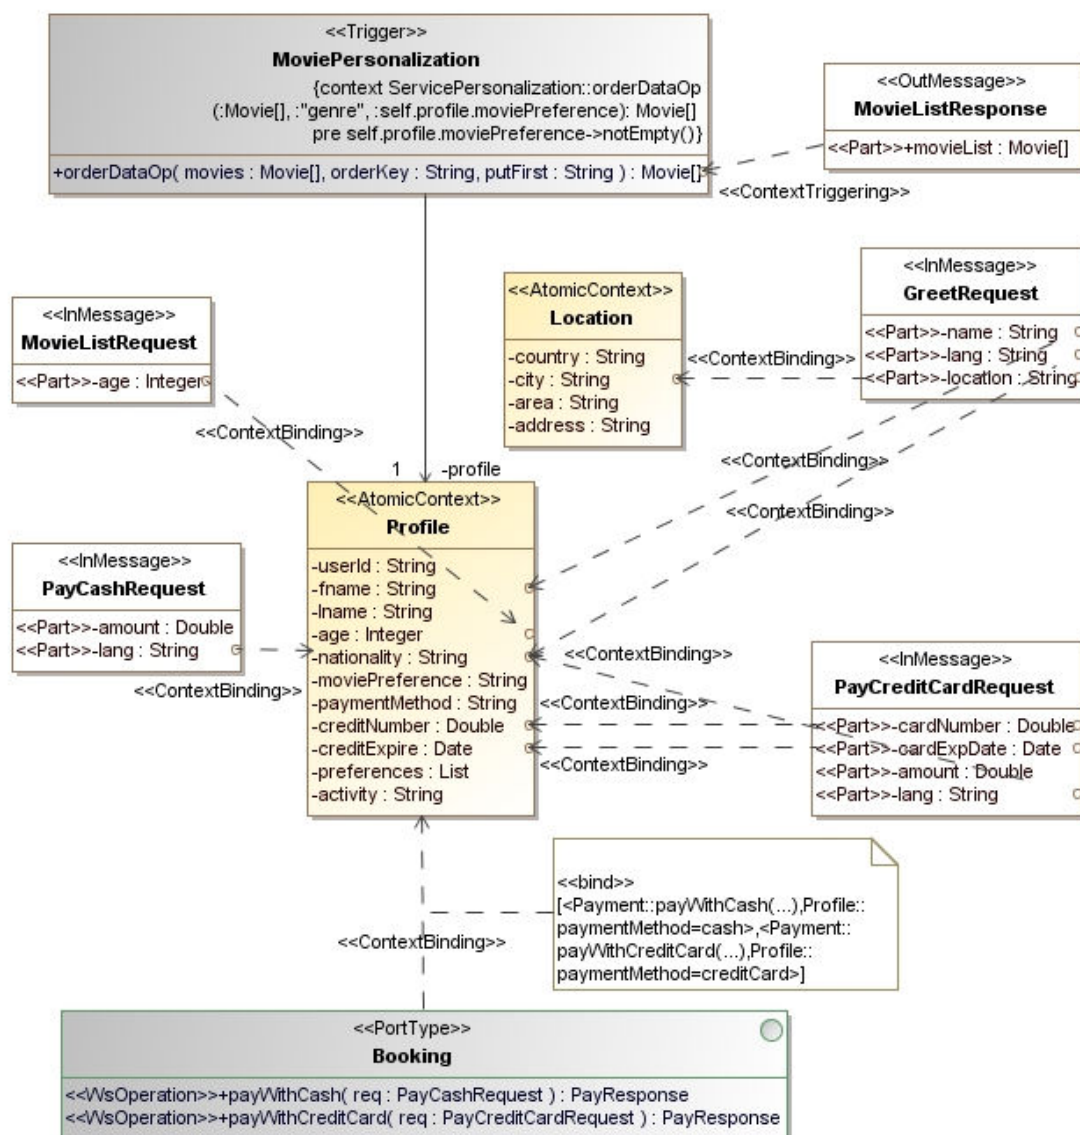 <<Trigger>>
MoviePersonalization
{context ServicePersonalization::orderDataOp
(:Movie[], :"genre", :self.profile.moviePreference): Movie[]
pre self.profile.moviePreference->notEmpty()}
+orderDataOp( movies : Movie[], orderKey : String, putFirst : String ) : Movie[]
<<OutMessage>>
MovieListResponse
<<Part>>+movieList : Movie[]
<<ContextTriggering>>
<<InMessage>>
MovieListRequest
<<Part>>-age : Integer
<<ContextBinding>>
<<AtomicContext>>
Location
-country : String
-city : String
-area : String
-address : String
<<ContextBinding>>
<<InMessage>>
GreetRequest
<<Part>>-name : String
<<Part>>-lang : String
<<Part>>-location : String
<<ContextBinding>>
<<ContextBinding>>
1 -profile
<<AtomicContext>>
Profile
-userId : String
-fname : String
-lname : String
-age : Integer
-nationality : String
-moviePreference : String
-paymentMethod : String
-creditNumber : Double
-creditExpire : Date
-preferences : List
-activity : String
<<InMessage>>
PayCashRequest
<<Part>>-amount : Double
<<Part>>-lang : String
<<ContextBinding>>
<<ContextBinding>>
<<ContextBinding>>
<<ContextBinding>>
<<InMessage>>
PayCreditCardRequest
<<Part>>-cardNumber : Double
<<Part>>-cardExpDate : Date
<<Part>>-amount : Double
<<Part>>-lang : String
<<bind>>
[<Payment::payWithCash(...),Profile::
paymentMethod=cash>,<Payment::
payWithCreditCard(...),Profile::
paymentMethod=creditCard>]
<<ContextBinding>>
<<PortType>>
Booking
<<WsOperation>>+payWithCash( req : PayCashRequest ) : PayResponse
<<WsOperation>>+payWithCreditCard( req : PayCreditCardRequest ) : PayResponse